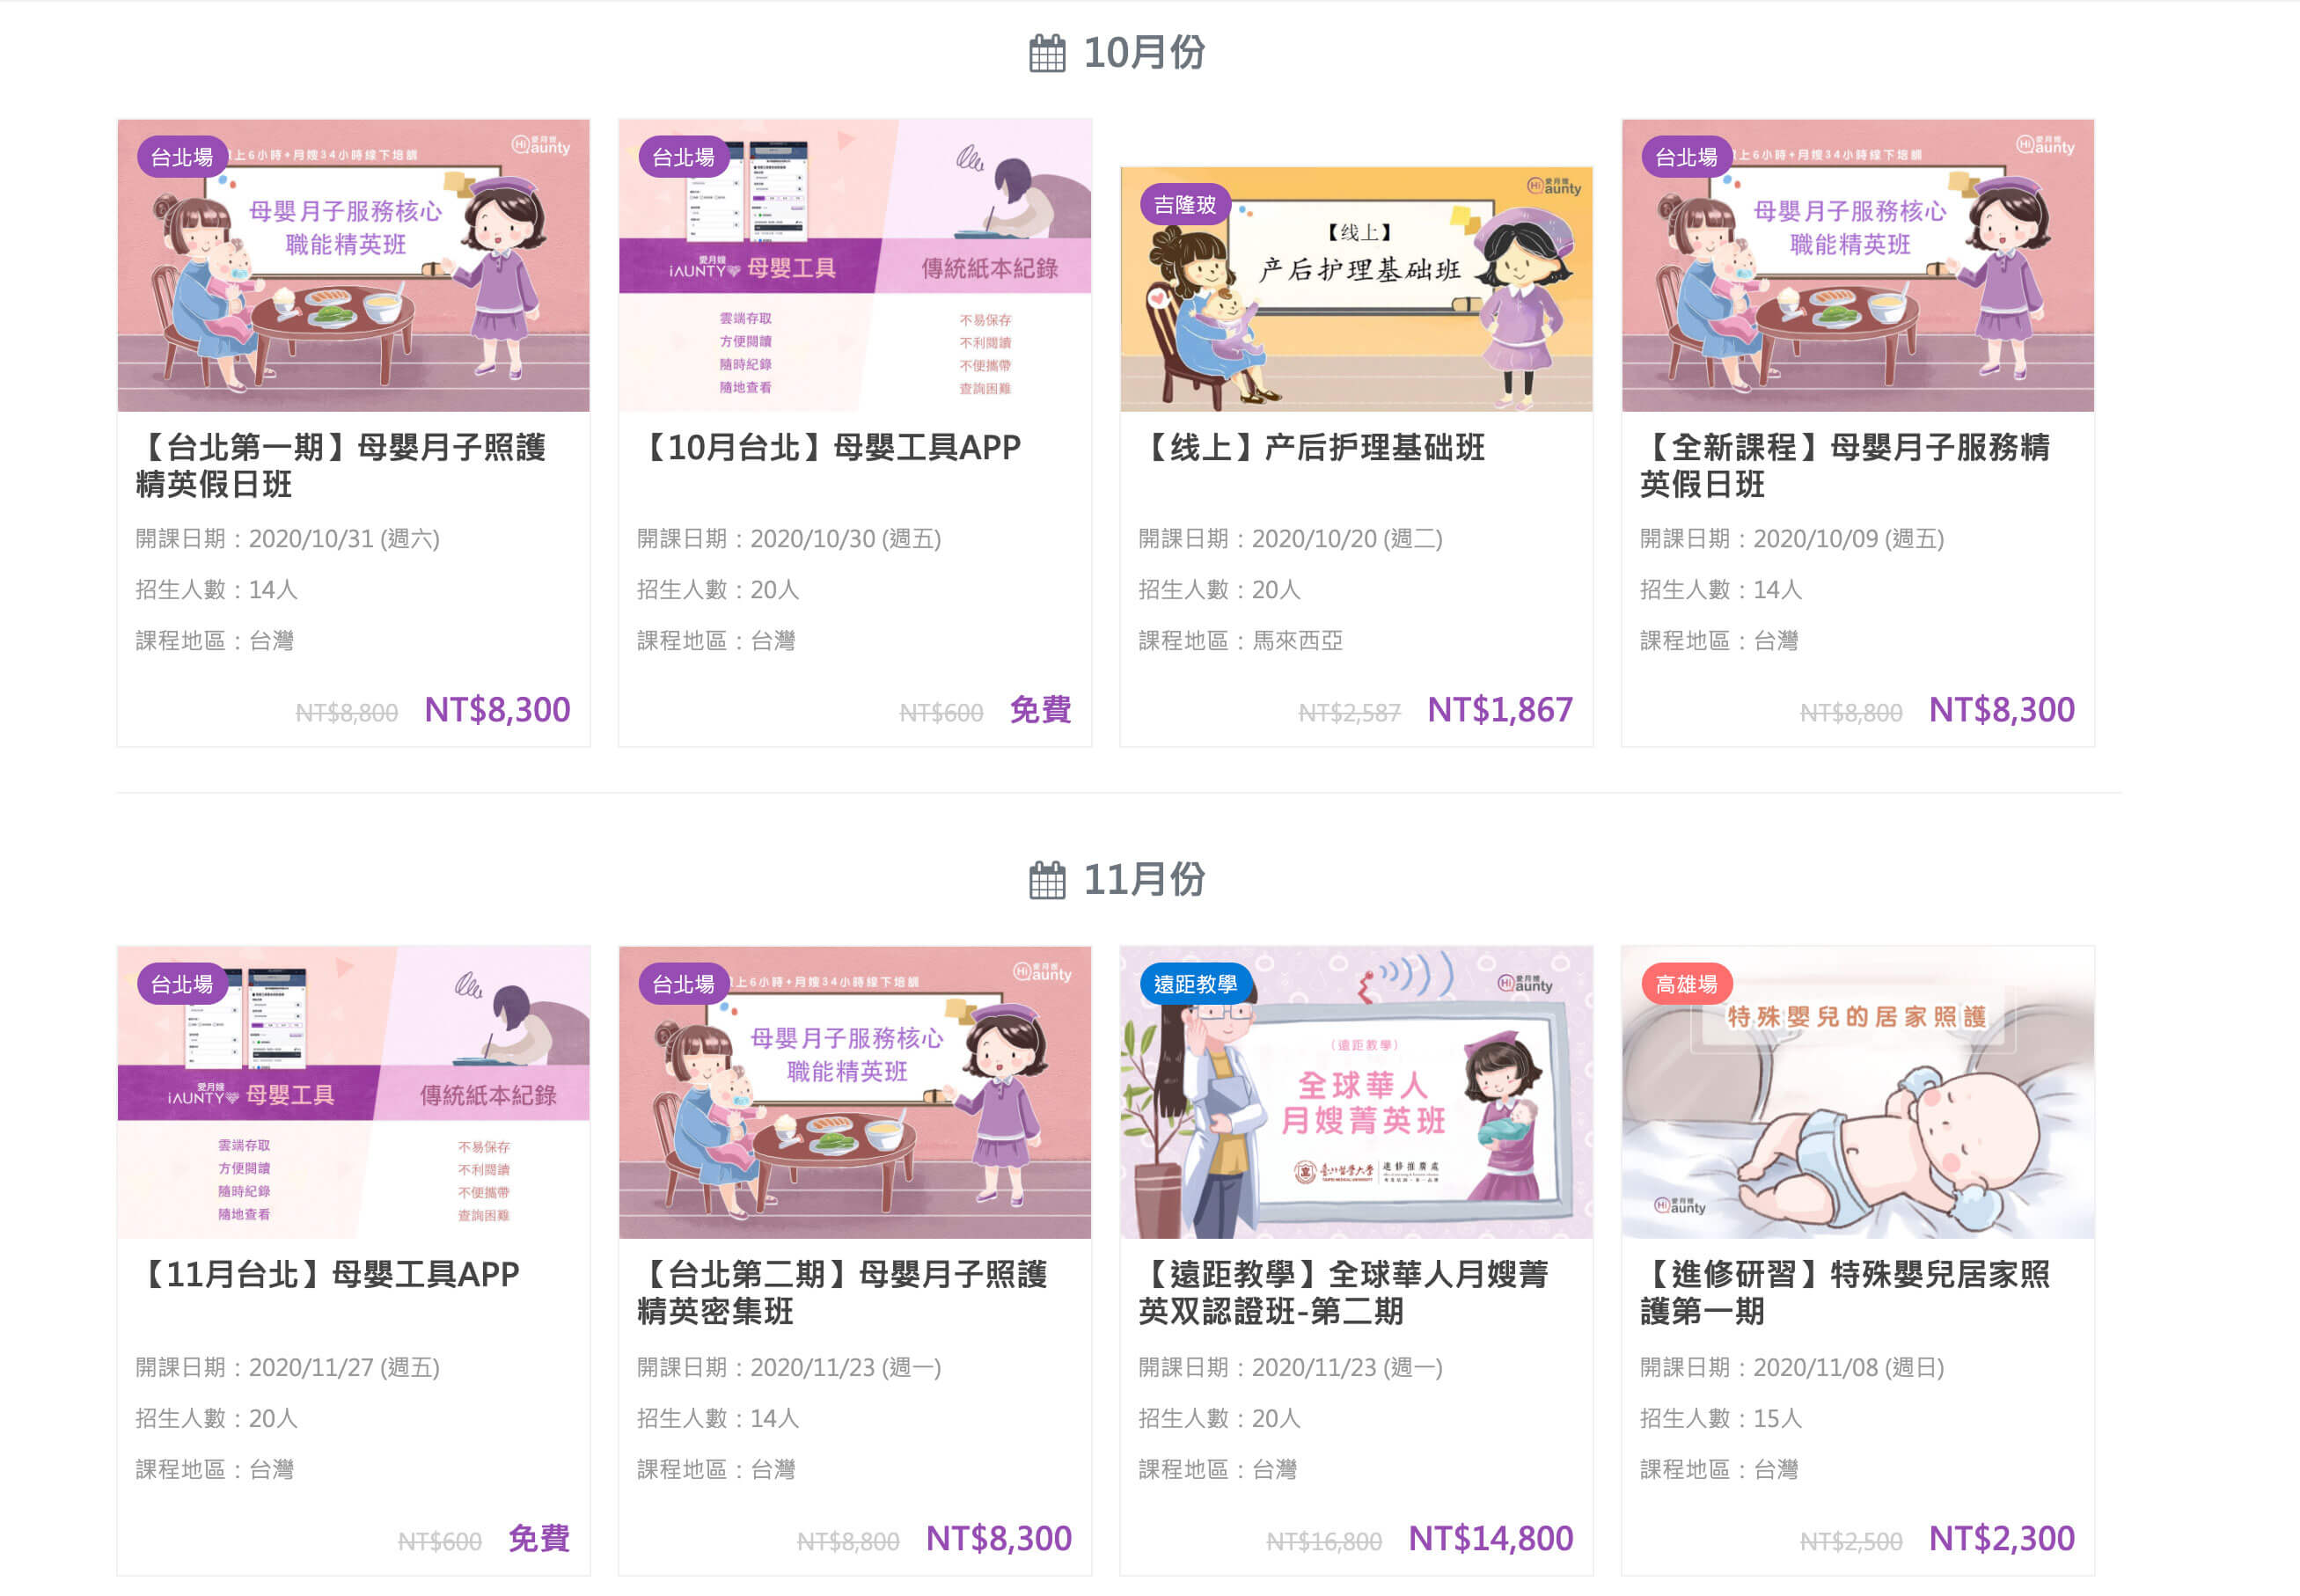 10月份
台北場
上6小時+月嫂34小時線下培訓
Hi 愛月嫂 aunty
母嬰月子服務核心
職能精英班
【台北第一期】母嬰月子照護
精英假日班
開課日期：2020/10/31 (週六)
招生人數：14人
課程地區：台灣
NT$8,800 NT$8,300
台北場
愛月嫂
iAUNTY 母嬰工具
傳統紙本紀錄
雲端存取
方便閱讀
隨時紀錄
隨地查看
不易保存
不利閱讀
不便攜帶
查詢困難
【10月台北】母嬰工具APP
開課日期：2020/10/30 (週五)
招生人數：20人
課程地區：台灣
NT$600 免費
吉隆玻
Hi 愛月嫂 aunty
【线上】
产后护理基础班
【线上】产后护理基础班
開課日期：2020/10/20 (週二)
招生人數：20人
課程地區：馬來西亞
NT$2,587 NT$1,867
台北場
上6小時+月嫂34小時線下培訓
Hi 愛月嫂 aunty
母嬰月子服務核心
職能精英班
【全新課程】母嬰月子服務精
英假日班
開課日期：2020/10/09 (週五)
招生人數：14人
課程地區：台灣
NT$8,800 NT$8,300
11月份
台北場
愛月嫂
iAUNTY 母嬰工具
傳統紙本紀錄
雲端存取
方便閱讀
隨時紀錄
隨地查看
不易保存
不利閱讀
不便攜帶
查詢困難
【11月台北】母嬰工具APP
開課日期：2020/11/27 (週五)
招生人數：20人
課程地區：台灣
NT$600 免費
台北場
上6小時+月嫂34小時線下培訓
Hi 愛月嫂 aunty
母嬰月子服務核心
職能精英班
【台北第二期】母嬰月子照護
精英密集班
開課日期：2020/11/23 (週一)
招生人數：14人
課程地區：台灣
NT$8,800 NT$8,300
遠距教學
Hi 愛月嫂 aunty
（遠距教學）
全球華人
月嫂菁英班
臺北醫學大學 進修推廣處
TAIPEI MEDICAL UNIVERSITY
【遠距教學】全球華人月嫂菁
英双認證班-第二期
開課日期：2020/11/23 (週一)
招生人數：20人
課程地區：台灣
NT$16,800 NT$14,800
高雄場
特殊嬰兒的居家照護
Hi 愛月嫂 aunty
【進修研習】特殊嬰兒居家照
護第一期
開課日期：2020/11/08 (週日)
招生人數：15人
課程地區：台灣
NT$2,500 NT$2,300